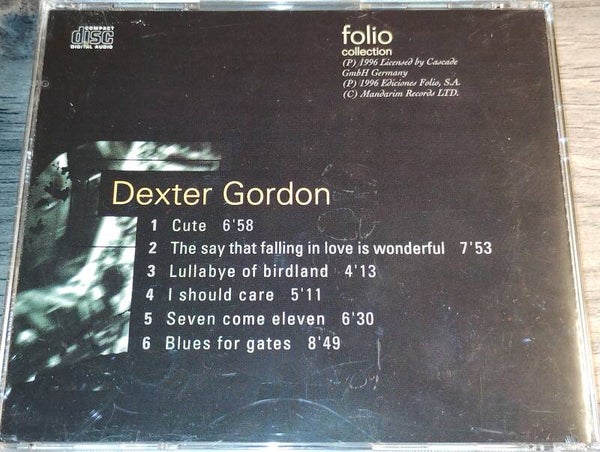 COMPACT
disc
DIGITAL AUDIO
folio
collection
(P) 1996 Licensed by Cascade
GmbH Germany
(P) 1996 Ediciones Folio, S.A.
(C) Mandarim Records LTD.
Dexter Gordon
1 Cute 6'58
2 The say that falling in love is wonderful 7'53
3 Lullabye of birdland 4'13
4 I should care 5'11
5 Seven come eleven 6'30
6 Blues for gates 8'49